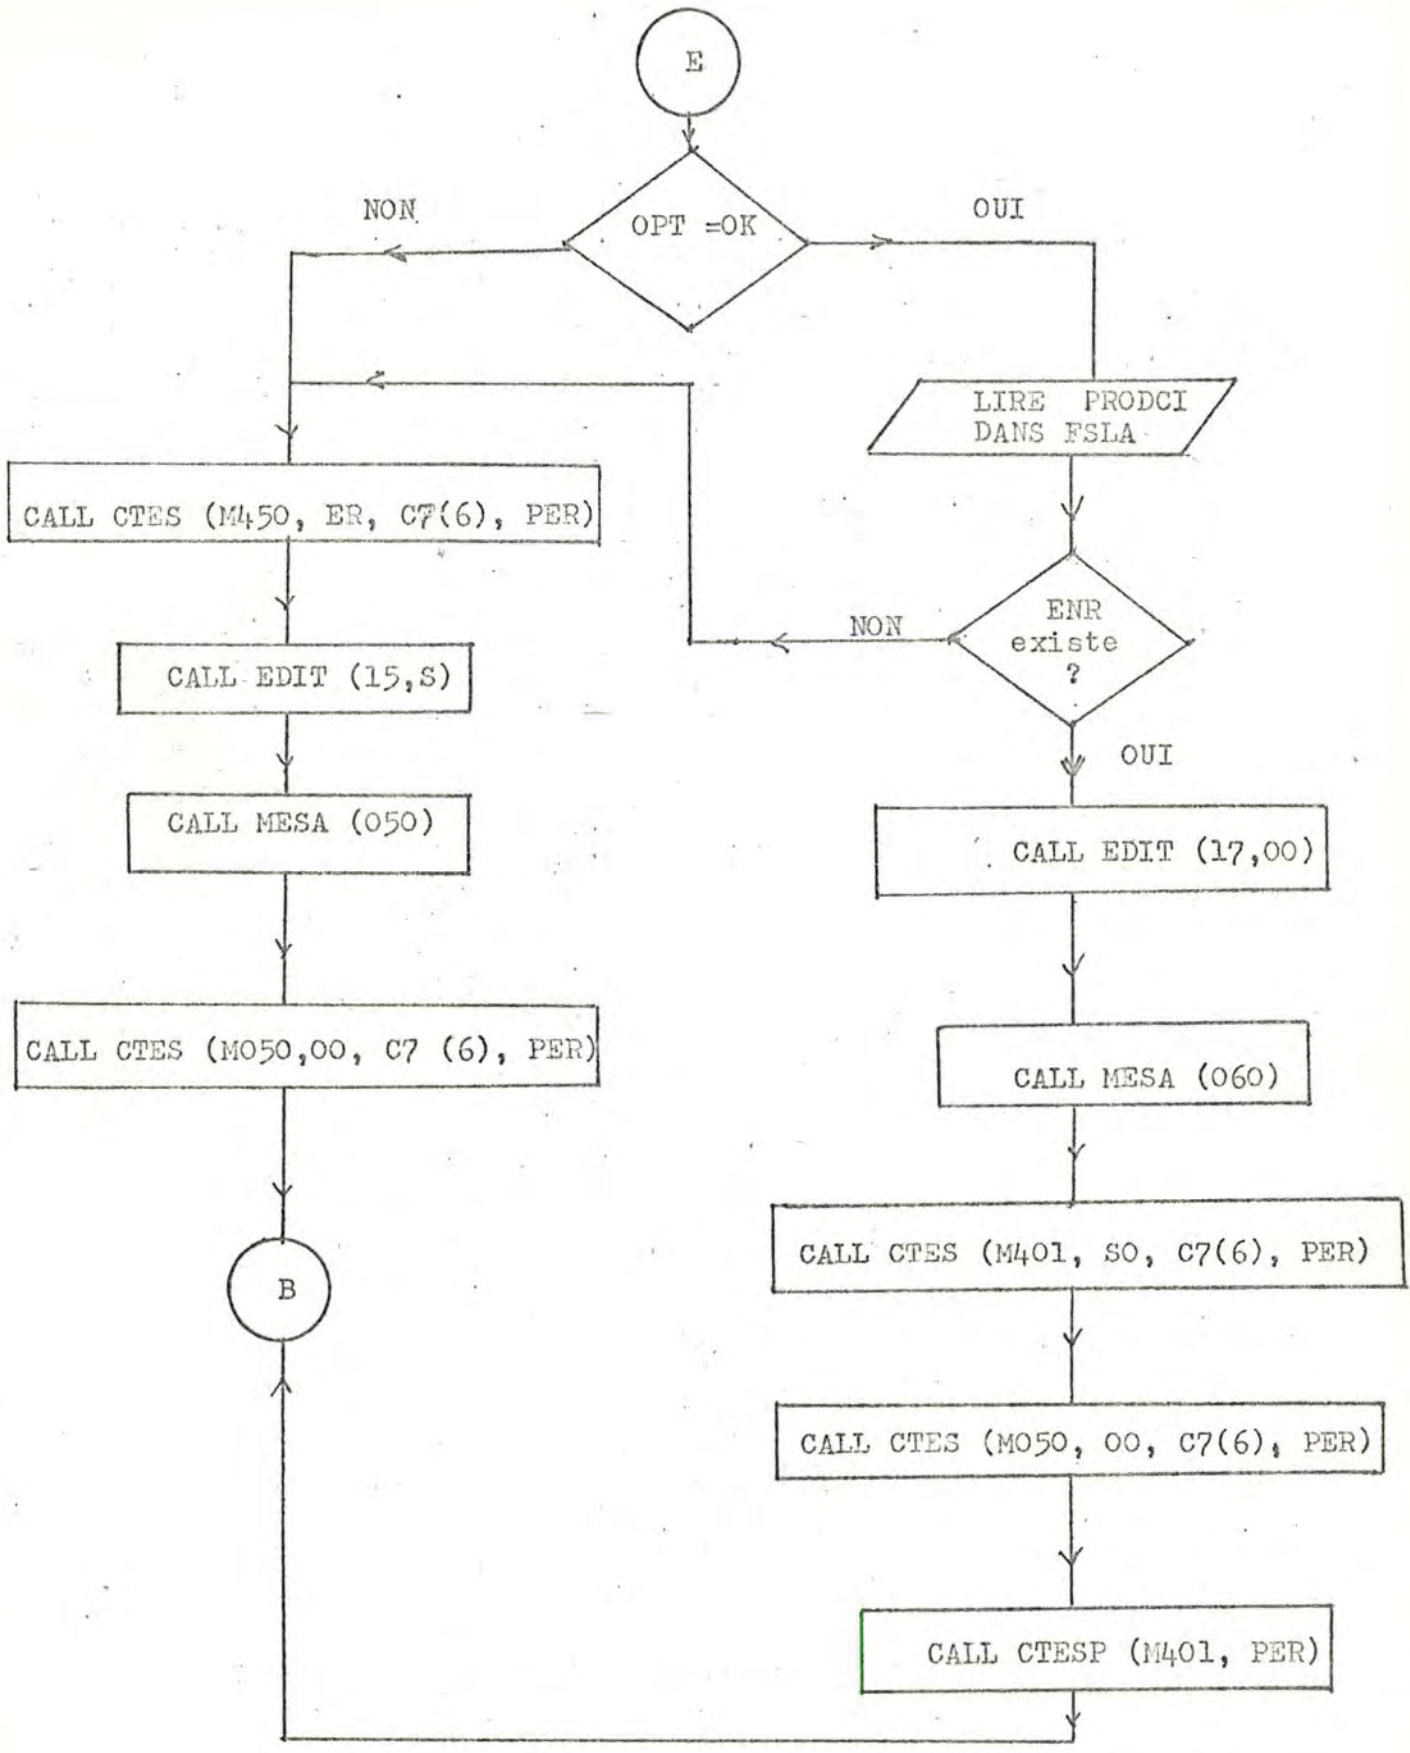 E
OPT =OK
NON
OUI
LIRE PRODCI
DANS FSLA
CALL CTES (M450, ER, C7(6), PER)
ENR
existe
?
NON
OUI
CALL EDIT (15,S)
CALL MESA (050)
CALL EDIT (17,00)
CALL CTES (M050,00, C7 (6), PER)
CALL MESA (060)
CALL CTES (M401, SO, C7(6), PER)
B
CALL CTES (M050, 00, C7(6), PER)
CALL CTESP (M401, PER)